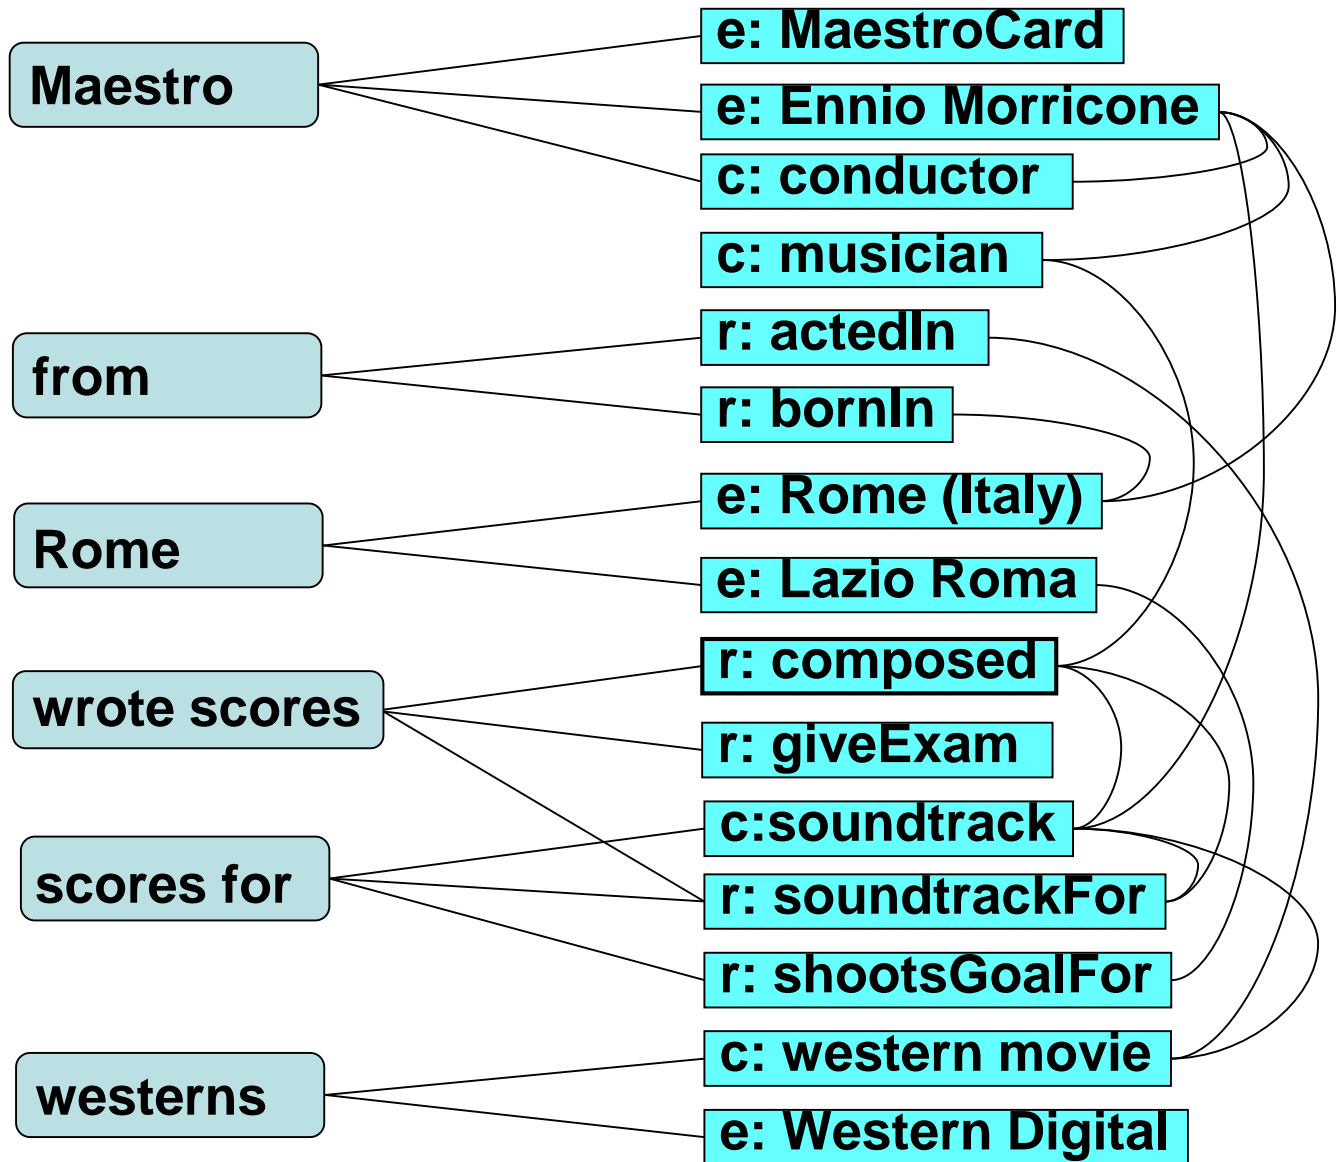 Maestro
from
Rome
wrote scores
scores for
westerns
e: MaestroCard
e: Ennio Morricone
c: conductor
c: musician
r: actedIn
r: bornIn
e: Rome (Italy)
e: Lazio Roma
r: composed
r: giveExam
c:soundtrack
r: soundtrackFor
r: shootsGoalFor
c: western movie
e: Western Digital